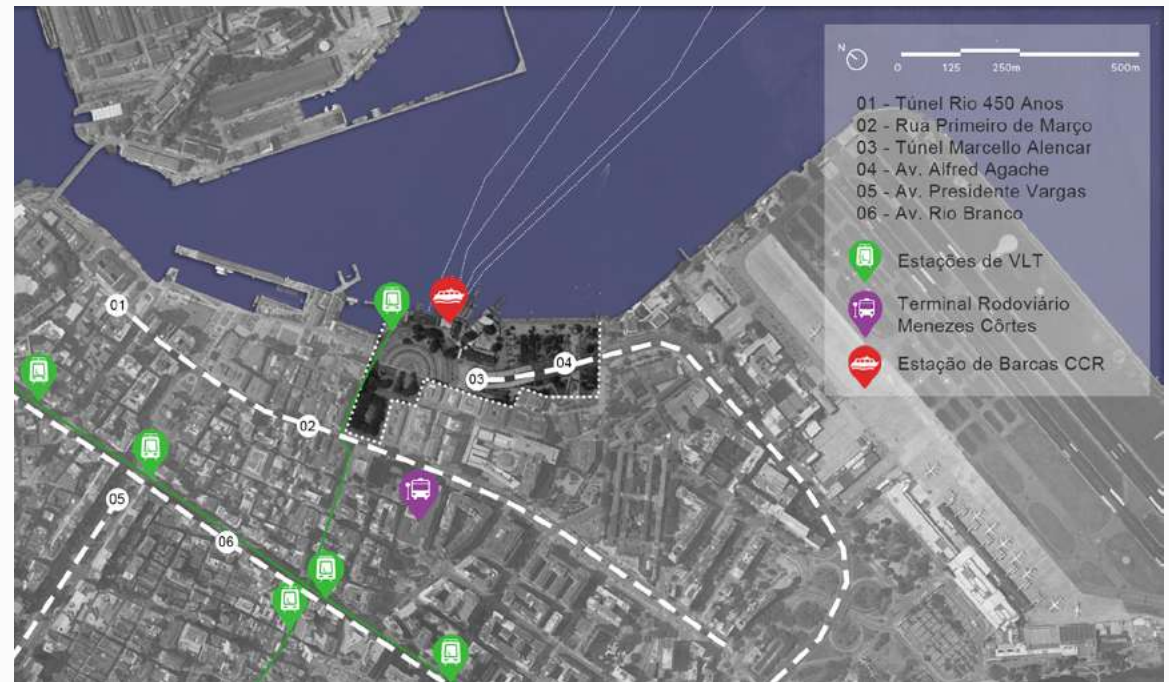 N
0 125 250m 500m
01 - Túnel Rio 450 Anos
02 - Rua Primeiro de Março
03 - Túnel Marcello Alencar
04 - Av. Alfred Agache
05 - Av. Presidente Vargas
06 - Av. Rio Branco
Estações de VLT
Terminal Rodoviário
Menezes Côrtes
Estação de Barcas CCR
01
04
03
02
05
06